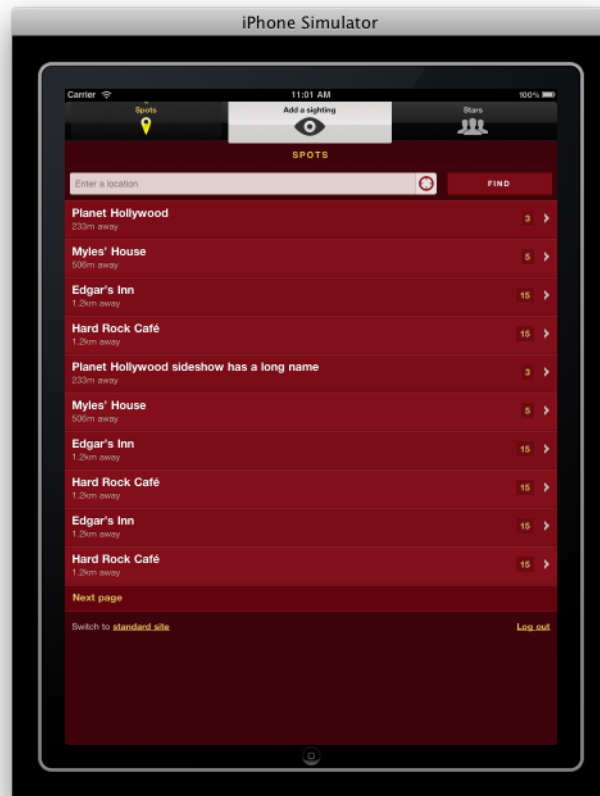 iPhone Simulator
Carrier 11:01 AM 100%
Spots Add a sighting Stars
SPOTS
Enter a location FIND
Planet Hollywood 3
233m away
Myles' House 5
506m away
Edgar's Inn 15
1.2km away
Hard Rock Café 15
1.2km away
Planet Hollywood sideshow has a long name 3
233m away
Myles' House 5
506m away
Edgar's Inn 15
1.2km away
Hard Rock Café 15
1.2km away
Edgar's Inn 15
1.2km away
Hard Rock Café 15
1.2km away
Next page
Switch to standard site Log out